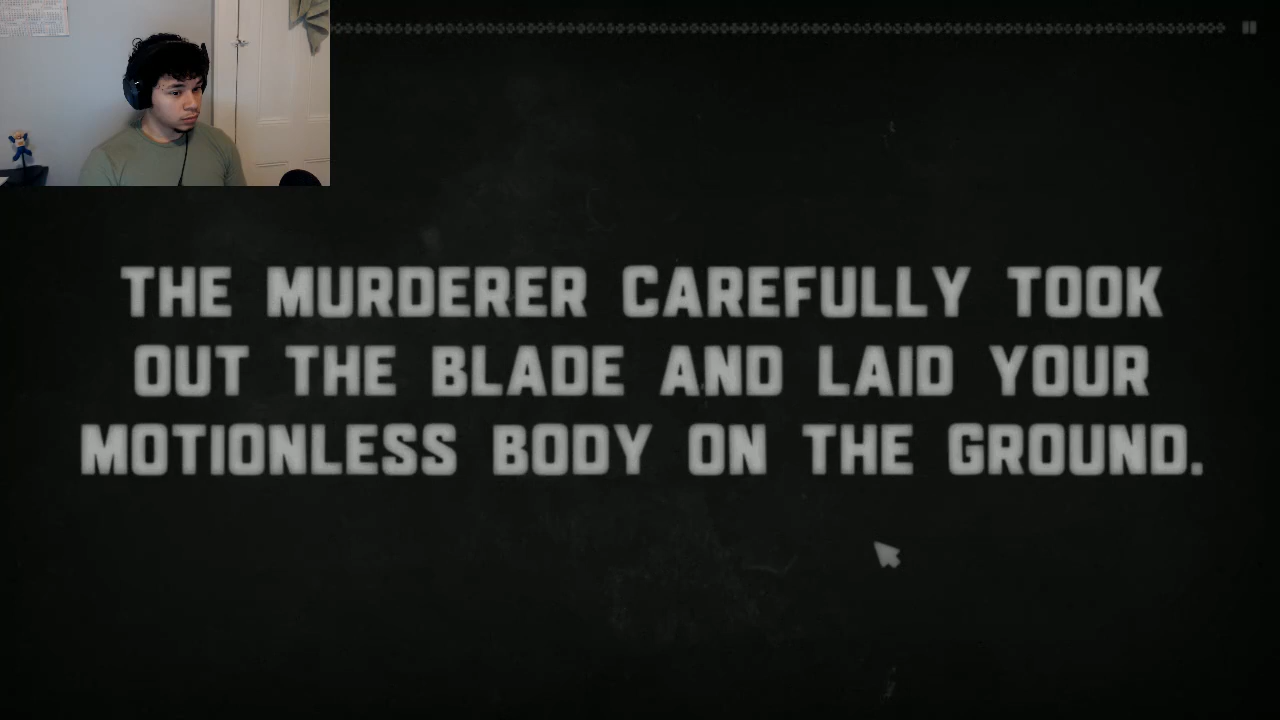 THE MURDERER CAREFULLY TOOK
OUT THE BLADE AND LAID YOUR
MOTIONLESS BODY ON THE GROUND.